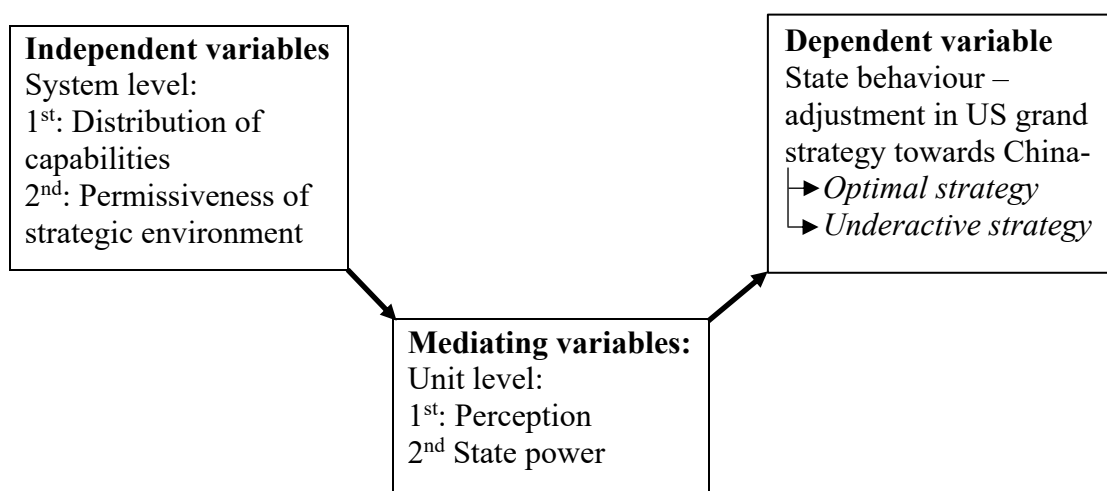 Independent variables
System level:
1st: Distribution of
capabilities
2nd: Permissiveness of
strategic environment
Dependent variable
State behaviour –
adjustment in US grand
strategy towards China-
Optimal strategy
Underactive strategy
Mediating variables:
Unit level:
1st: Perception
2nd State power